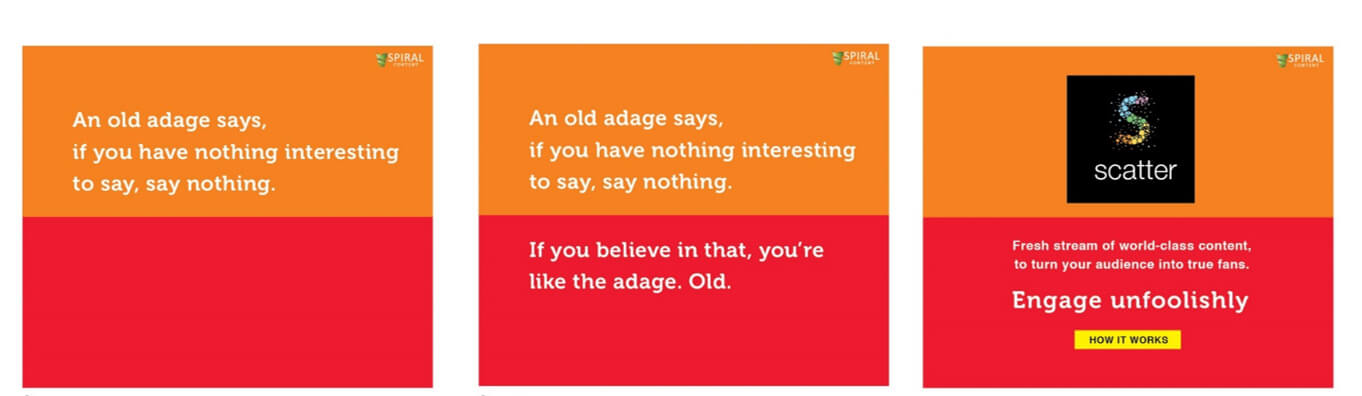 SPIRAL
CONTENT
An old adage says,
if you have nothing interesting
to say, say nothing.
SPIRAL
CONTENT
An old adage says,
if you have nothing interesting
to say, say nothing.
If you believe in that, you’re
like the adage. Old.
SPIRAL
CONTENT
scatter
Fresh stream of world-class content,
to turn your audience into true fans.
Engage unfoolishly
HOW IT WORKS